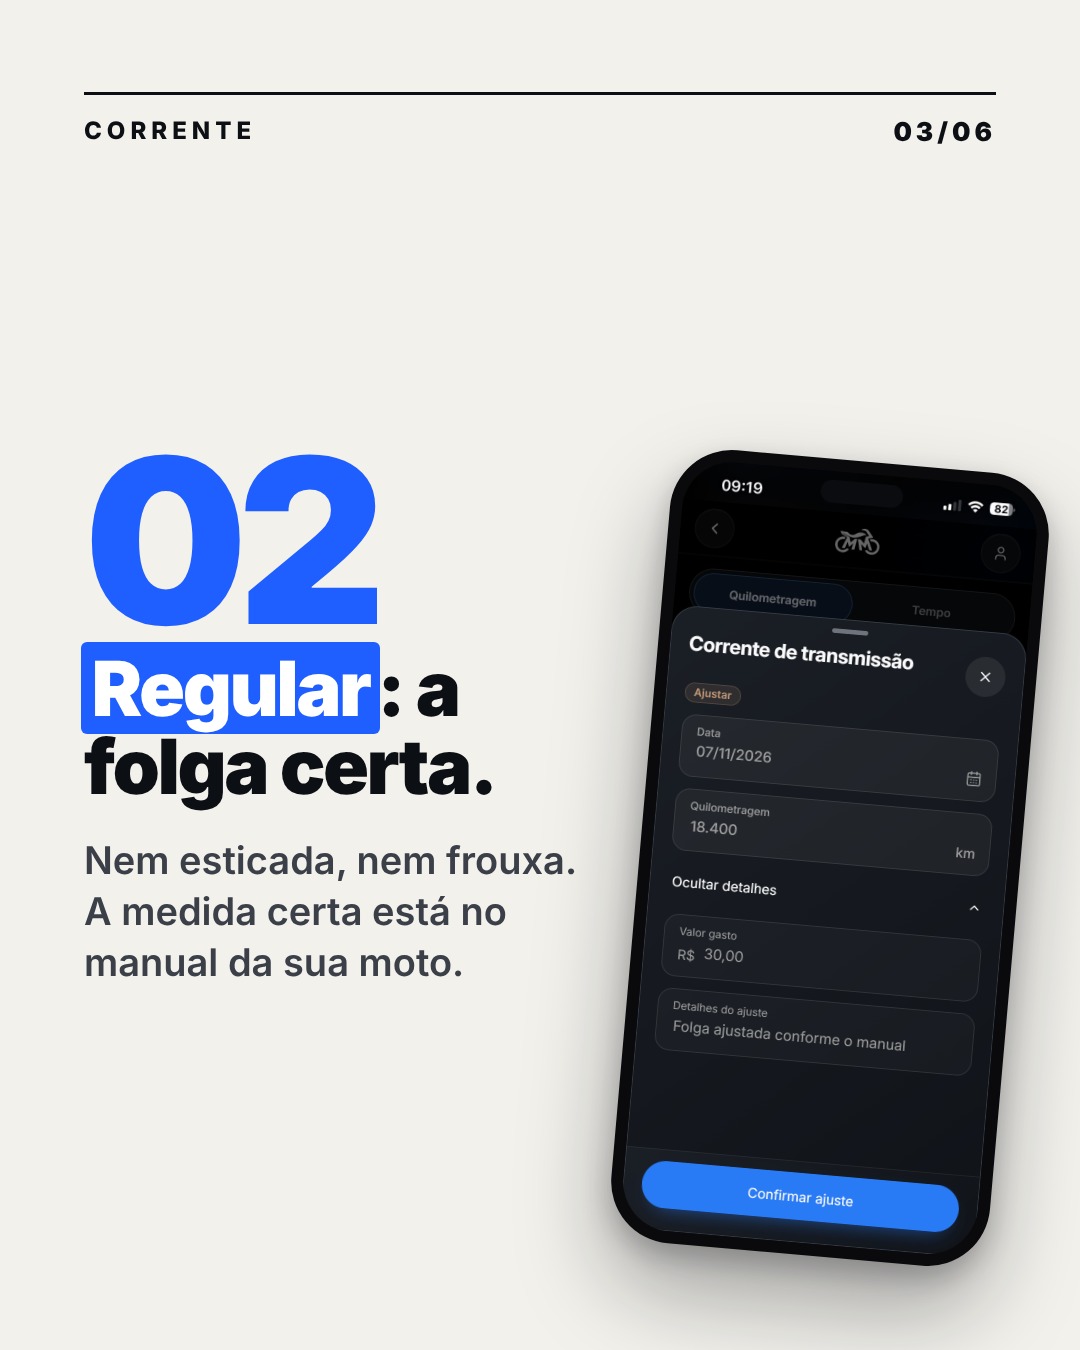 CORRENTE
03/06
02
Regular: a
folga certa.
Nem esticada, nem frouxa.
A medida certa está no
manual da sua moto.
09:19
82
Quilometragem
Tempo
Corrente de transmissão
Ajustar
Data
07/11/2026
Quilometragem
18.400
km
Ocultar detalhes
Valor gasto
R$ 30,00
Detalhes do ajuste
Folga ajustada conforme o manual
Confirmar ajuste